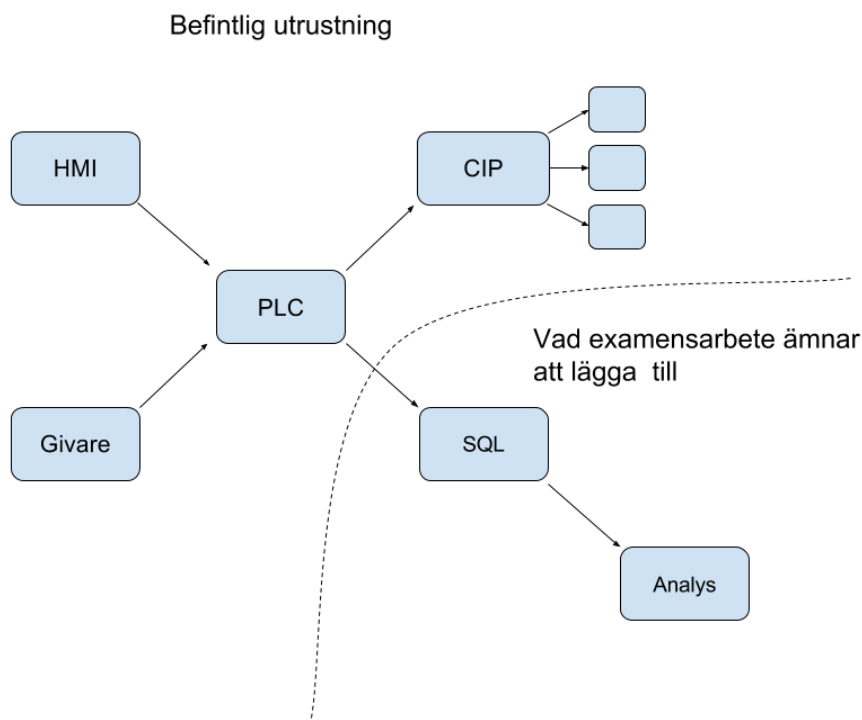 Befintlig utrustning
HMI
CIP
PLC
Vad examensarbete ämnar
att lägga till
Givare
SQL
Analys